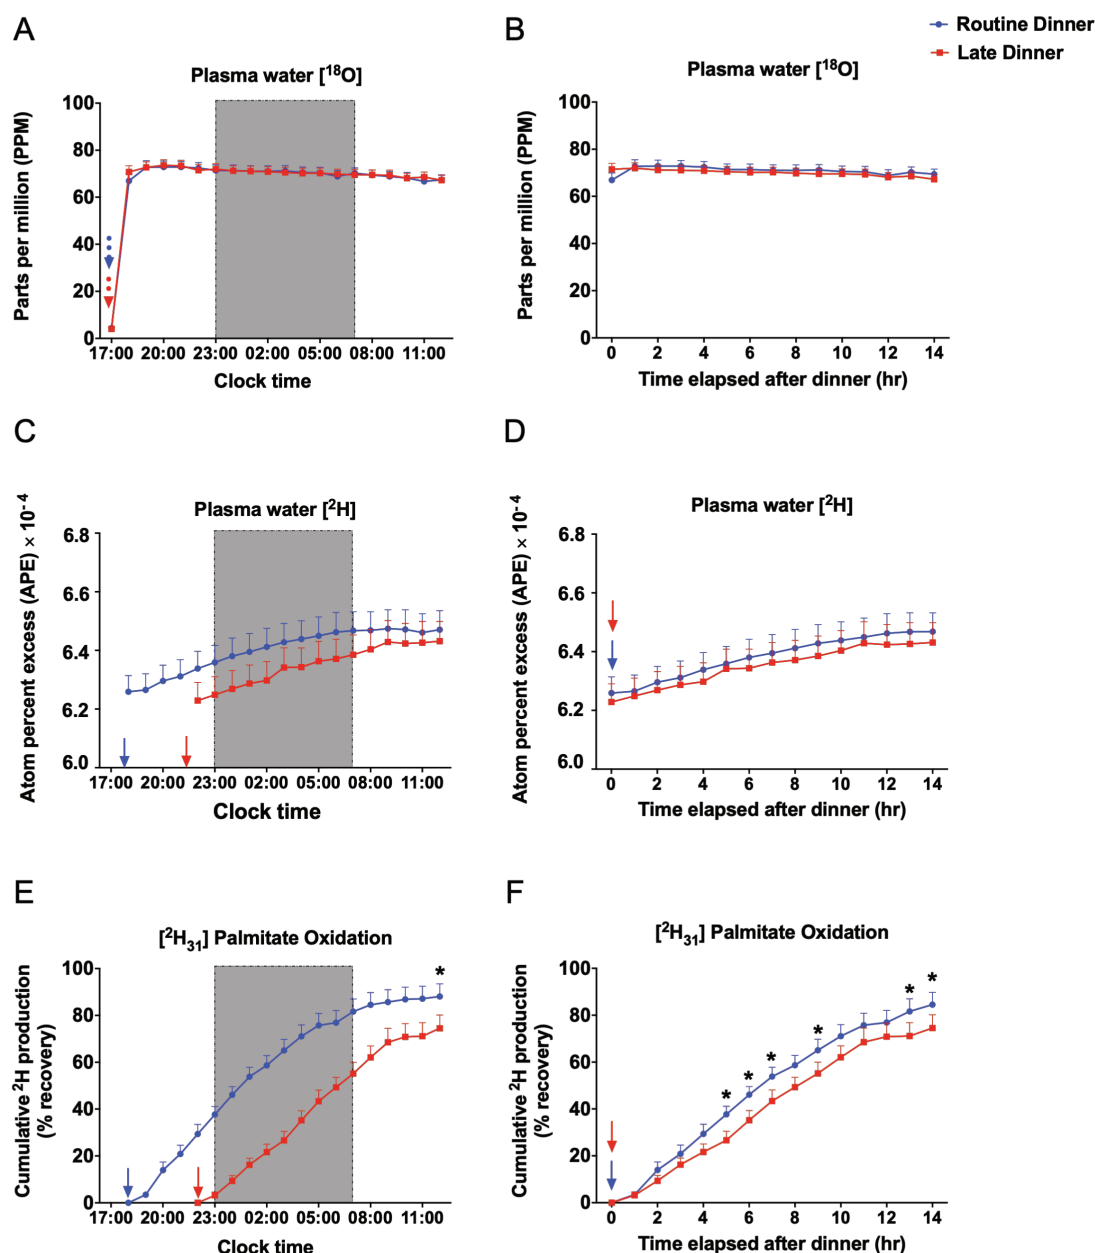 A
B
Routine Dinner
Late Dinner
Plasma water [¹⁸O]
Parts per million (PPM)
100
80
60
40
20
0
17:00 20:00 23:00 02:00 05:00 08:00 11:00
Clock time
Plasma water [¹⁸O]
Parts per million (PPM)
100
80
60
40
20
0
0 2 4 6 8 10 12 14
Time elapsed after dinner (hr)
C
D
Plasma water [²H]
Atom percent excess (APE) × 10⁻⁴
6.8
6.6
6.4
6.2
6.0
17:00 20:00 23:00 02:00 05:00 08:00 11:00
Clock time
Plasma water [²H]
Atom percent excess (APE) × 10⁻⁴
6.8
6.6
6.4
6.2
6.0
0 2 4 6 8 10 12 14
Time elapsed after dinner (hr)
E
F
[²H₃₁] Palmitate Oxidation
Cumulative ²H production
(% recovery)
100
80
60
40
20
0
*
17:00 20:00 23:00 02:00 05:00 08:00 11:00
Clock time
[²H₃₁] Palmitate Oxidation
Cumulative ²H production
(% recovery)
100
80
60
40
20
0
* * * * * *
0 2 4 6 8 10 12 14
Time elapsed after dinner (hr)